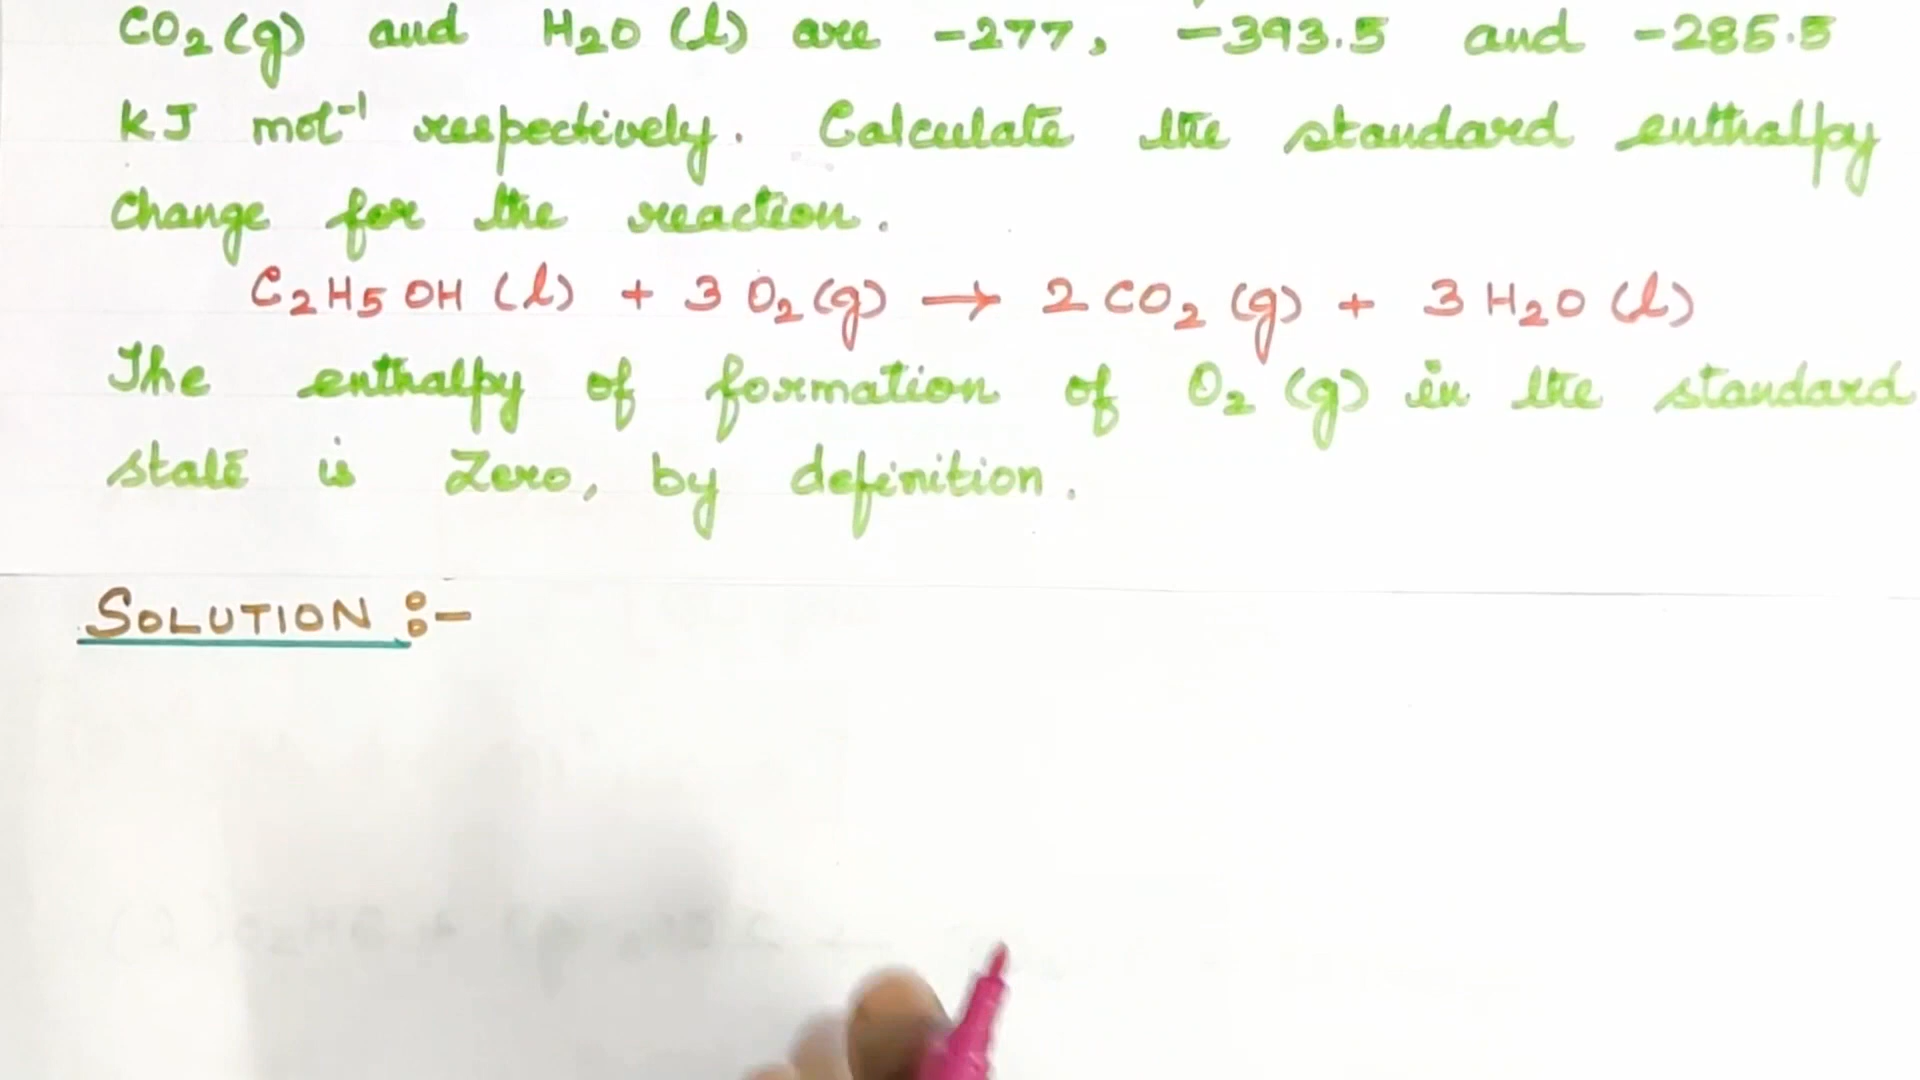 CO₂(g) and H₂O (l) are -277, -393.5 and -285.5
KJ mol⁻¹ respectively. Calculate the standard enthalpy
change for the reaction.
C₂H₅OH (l) + 3 O₂(g) → 2 CO₂ (g) + 3 H₂O (l)
The enthalpy of formation of O₂ (g) in the standard
state is Zero, by definition.
SOLUTION :-